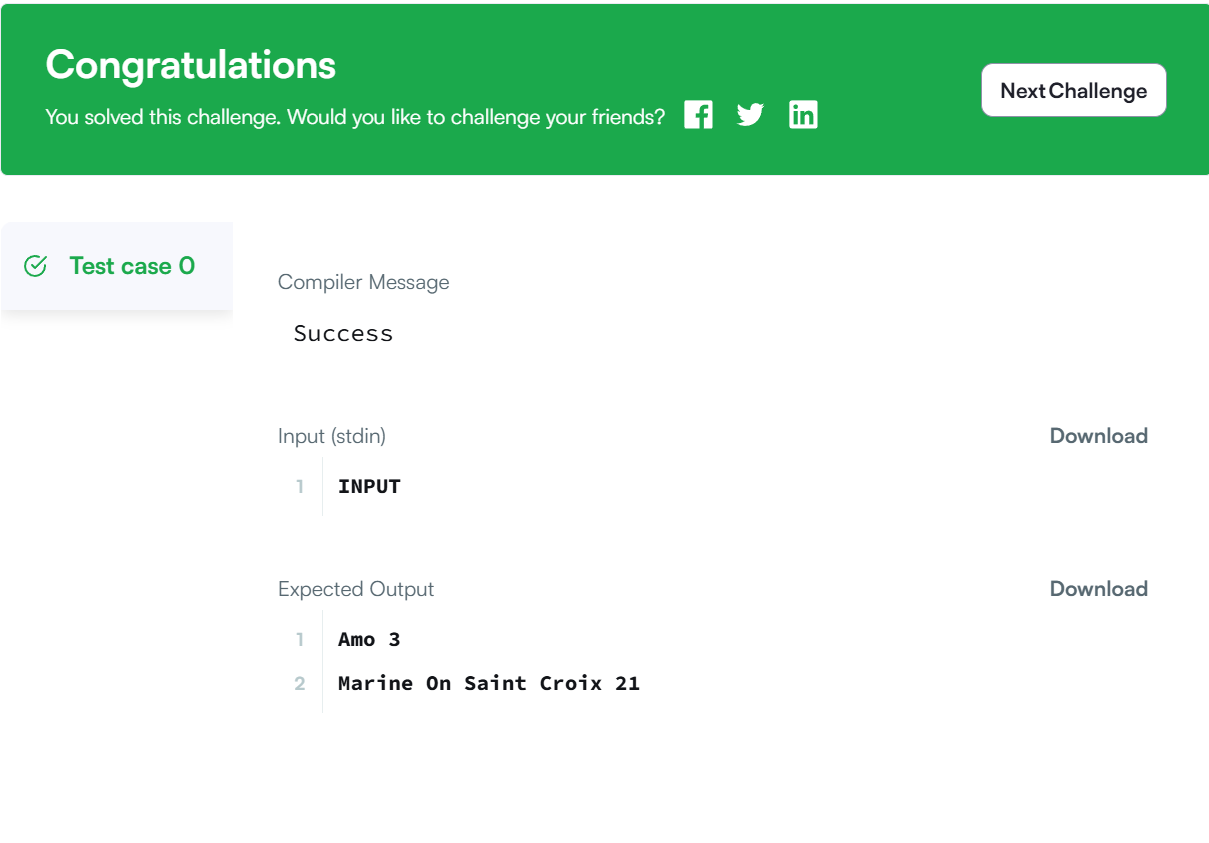 Congratulations
You solved this challenge. Would you like to challenge your friends?
Next Challenge
Test case 0
Compiler Message
Success
Input (stdin)
Download
1 INPUT
Expected Output
Download
1 Amo 3
2 Marine On Saint Croix 21